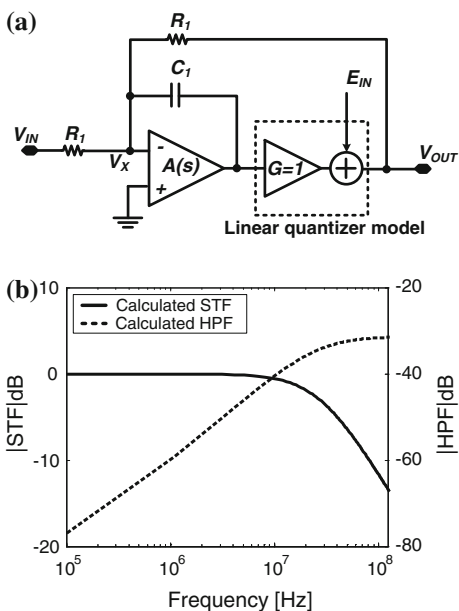 (a)
R1
C1
EIN
VIN
R1
VX
-
+
A(s)
G=1
+
VOUT
Linear quantizer model
(b)
10
0
-10
-20
|STF|dB
Calculated STF
Calculated HPF
-20
-40
-60
-80
|HPF|dB
10^5
10^6
10^7
10^8
Frequency [Hz]